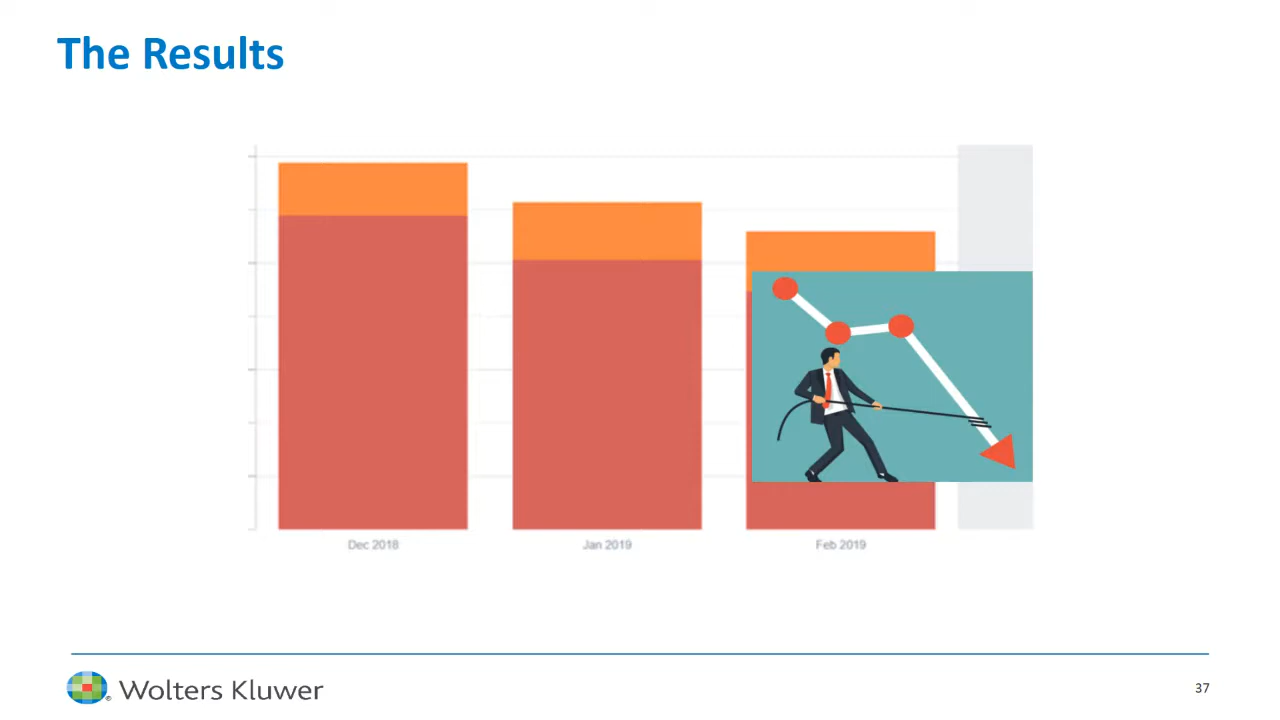 The Results
Dec 2018
Jan 2019
Feb 2019
Wolters Kluwer
37